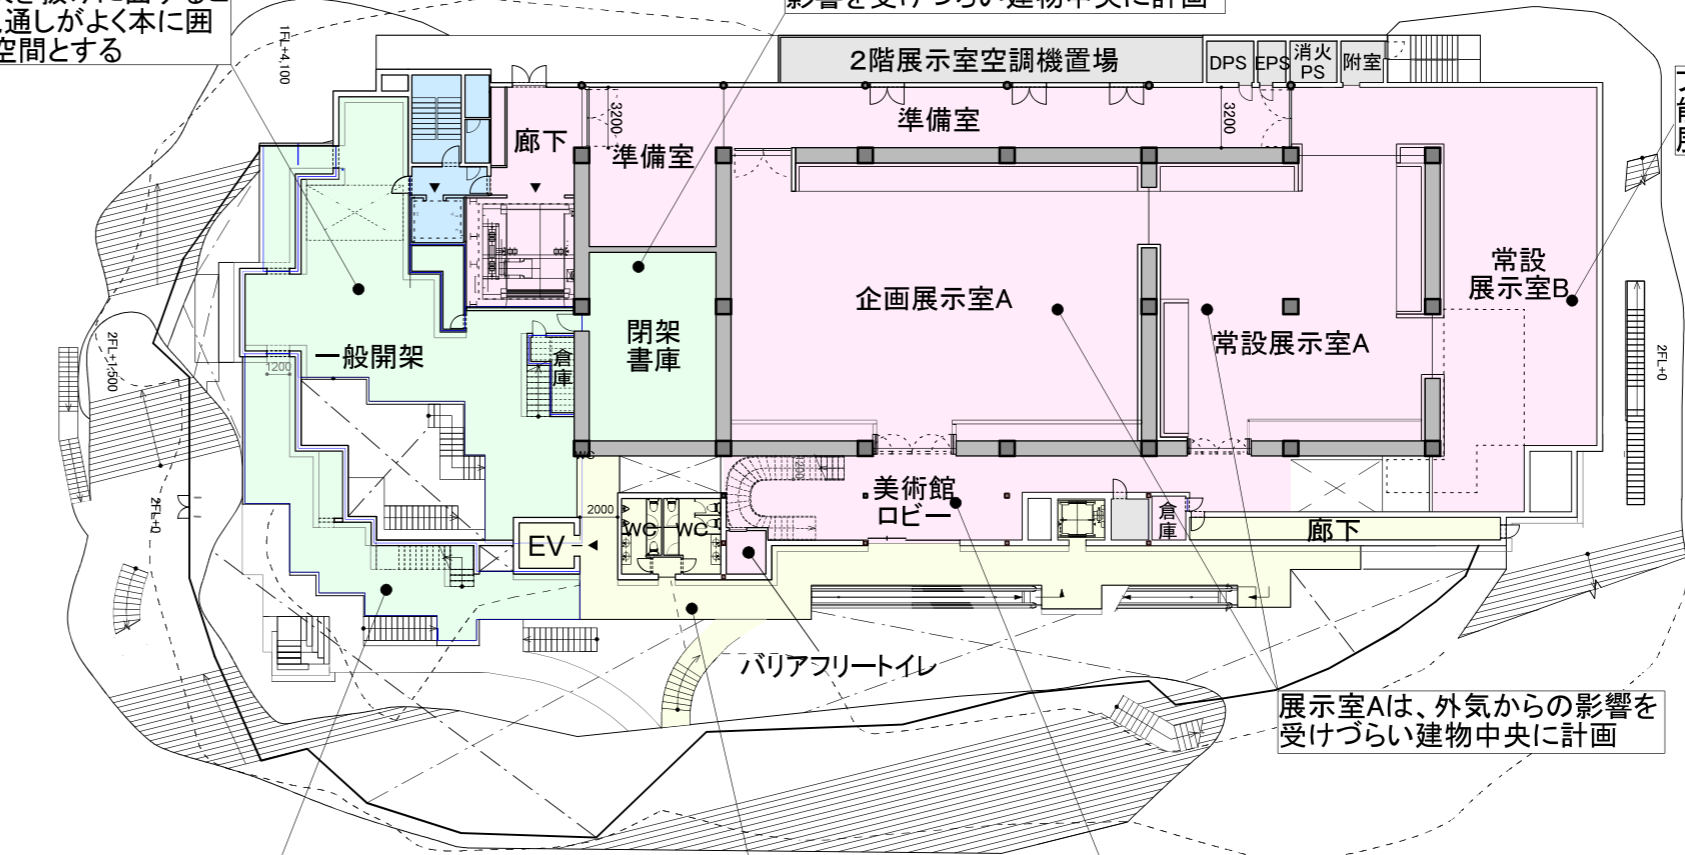 通しがよく本に囲
空間とする
影響を受けづらい建物中央に計画
1FL+4,100
2階展示室空調機置場
DPS
EPS
消火
PS
附室
廊下
3200
準備室
準備室
3200
常設
展示室B
企画展示室A
常設展示室A
閉架
書庫
倉庫
一般開架
1200
2FL+1,500
2FL+0
2FL+0
WC
1200
美術館
ロビー
倉庫
廊下
2000
WC
WC
EV
バリアフリートイレ
展示室Aは、外気からの影響を
受けづらい建物中央に計画